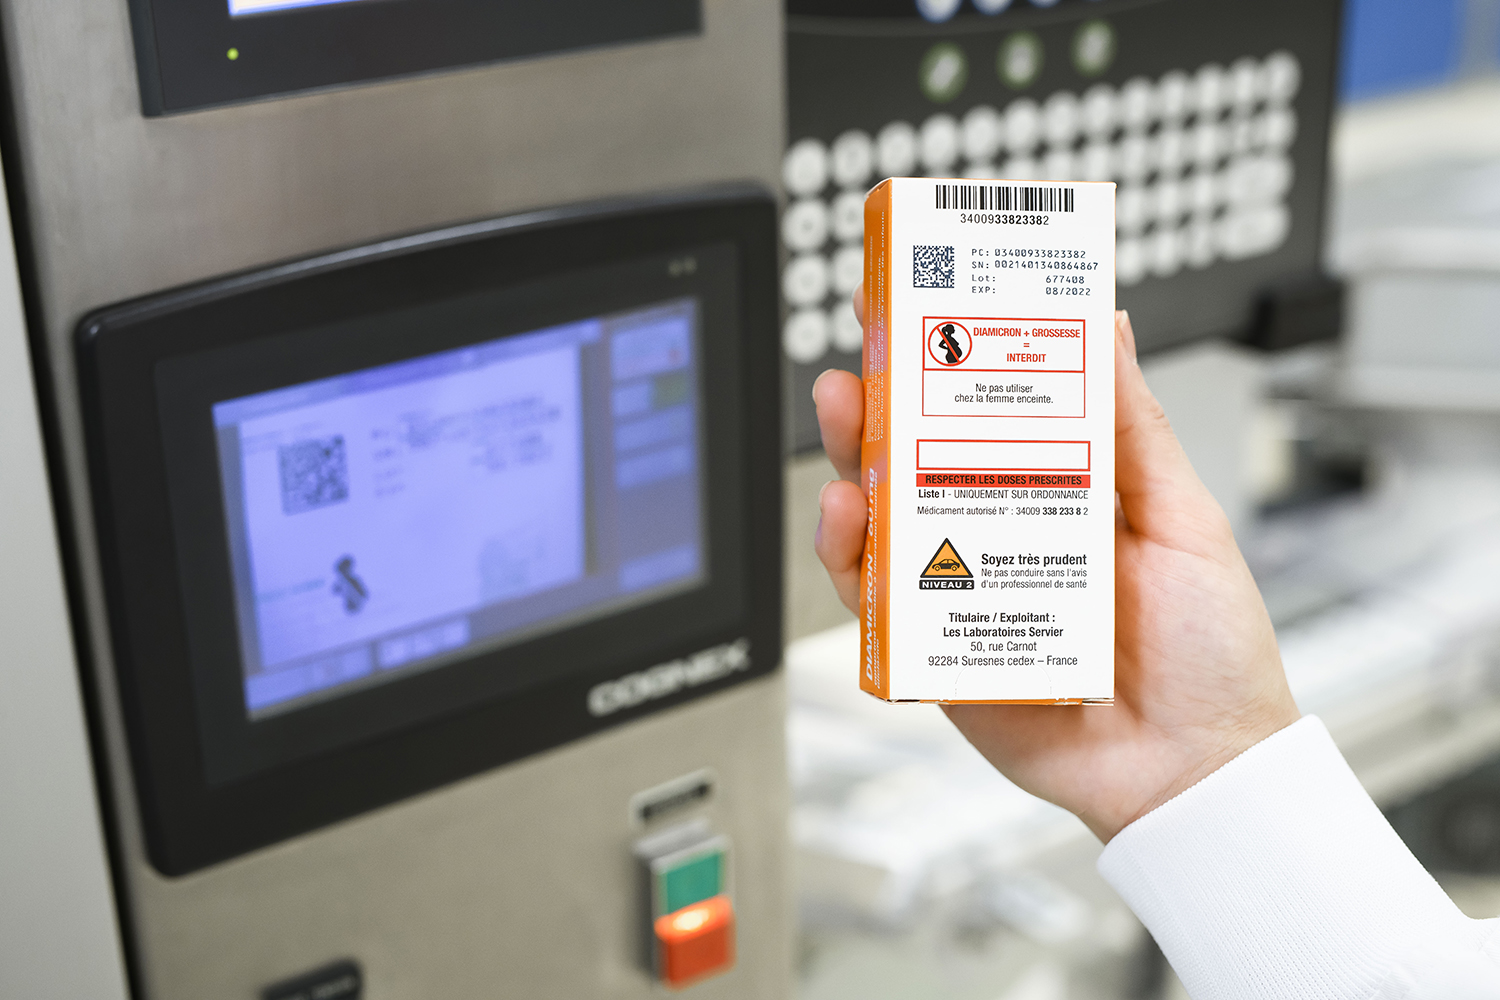 3400933823382
PC: 03400933823382
SN: 0021401340864867
Lot: 677408
EXP: 08/2022
DIAMICRON + GROSSESSE
=
INTERDIT
Ne pas utiliser
chez la femme enceinte.
RESPECTER LES DOSES PRESCRITES
Liste I - UNIQUEMENT SUR ORDONNANCE
Médicament autorisé N° : 34009 338 233 8 2
NIVEAU 2
Soyez très prudent
Ne pas conduire sans l'avis
d'un professionnel de santé
Titulaire / Exploitant :
Les Laboratoires Servier
50, rue Carnot
92284 Suresnes cedex – France
DIAMICRON 60 mg
COGNEX